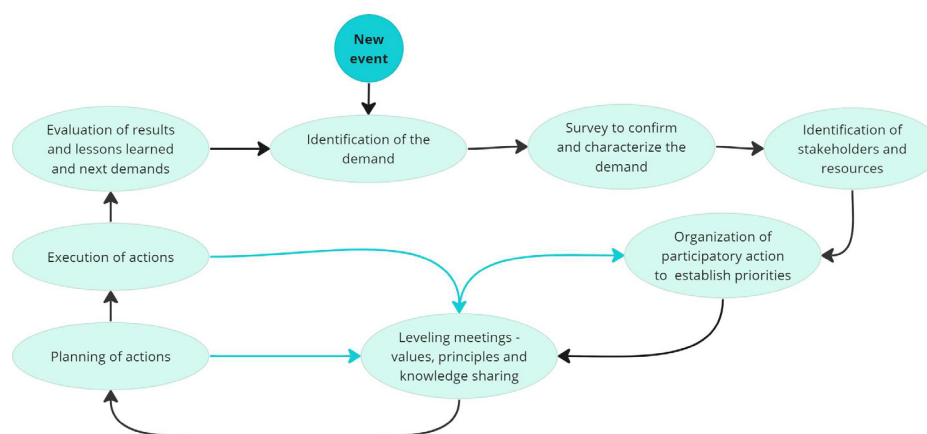 New
event
Evaluation of results
and lessons learned
and next demands
Identification of the
demand
Survey to confirm
and characterize the
demand
Identification of
stakeholders and
resources
Execution of actions
Organization of
participatory action
to establish priorities
Planning of actions
Leveling meetings -
values, principles and
knowledge sharing